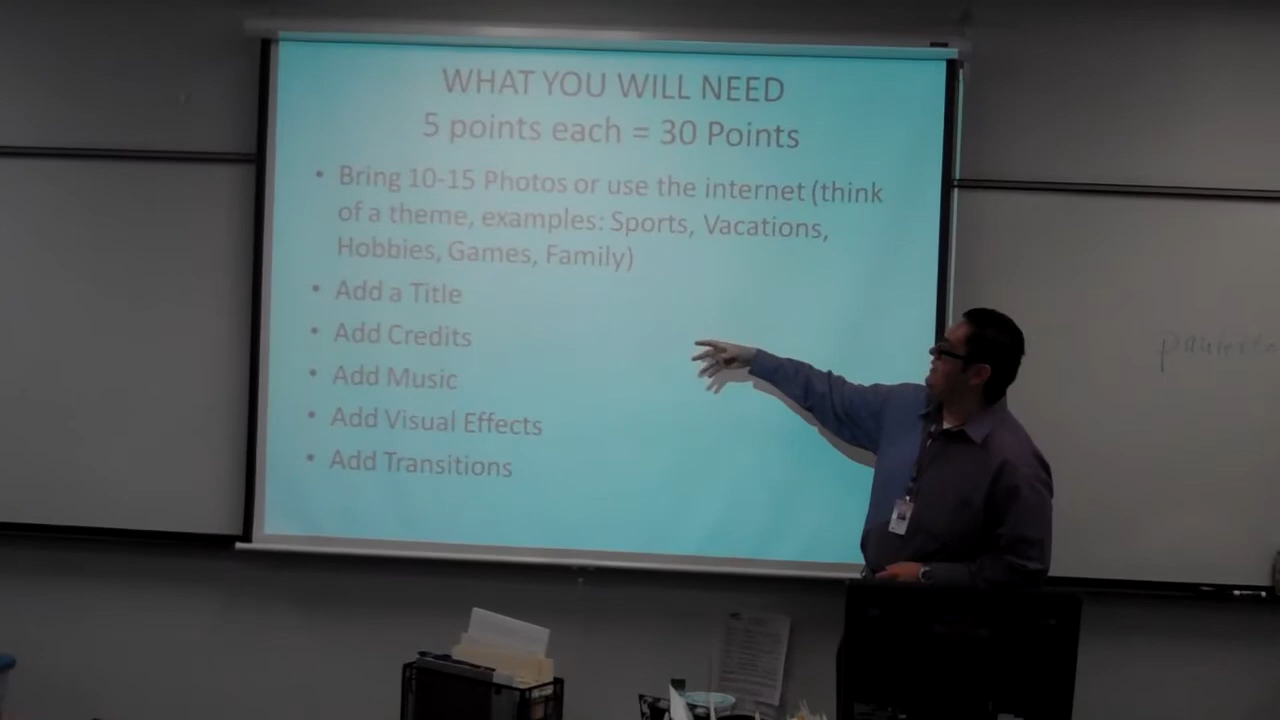 WHAT YOU WILL NEED
5 points each = 30 Points
• Bring 10-15 Photos or use the internet (think
of a theme, examples: Sports, Vacations,
Hobbies, Games, Family)
• Add a Title
• Add Credits
• Add Music
• Add Visual Effects
• Add Transitions